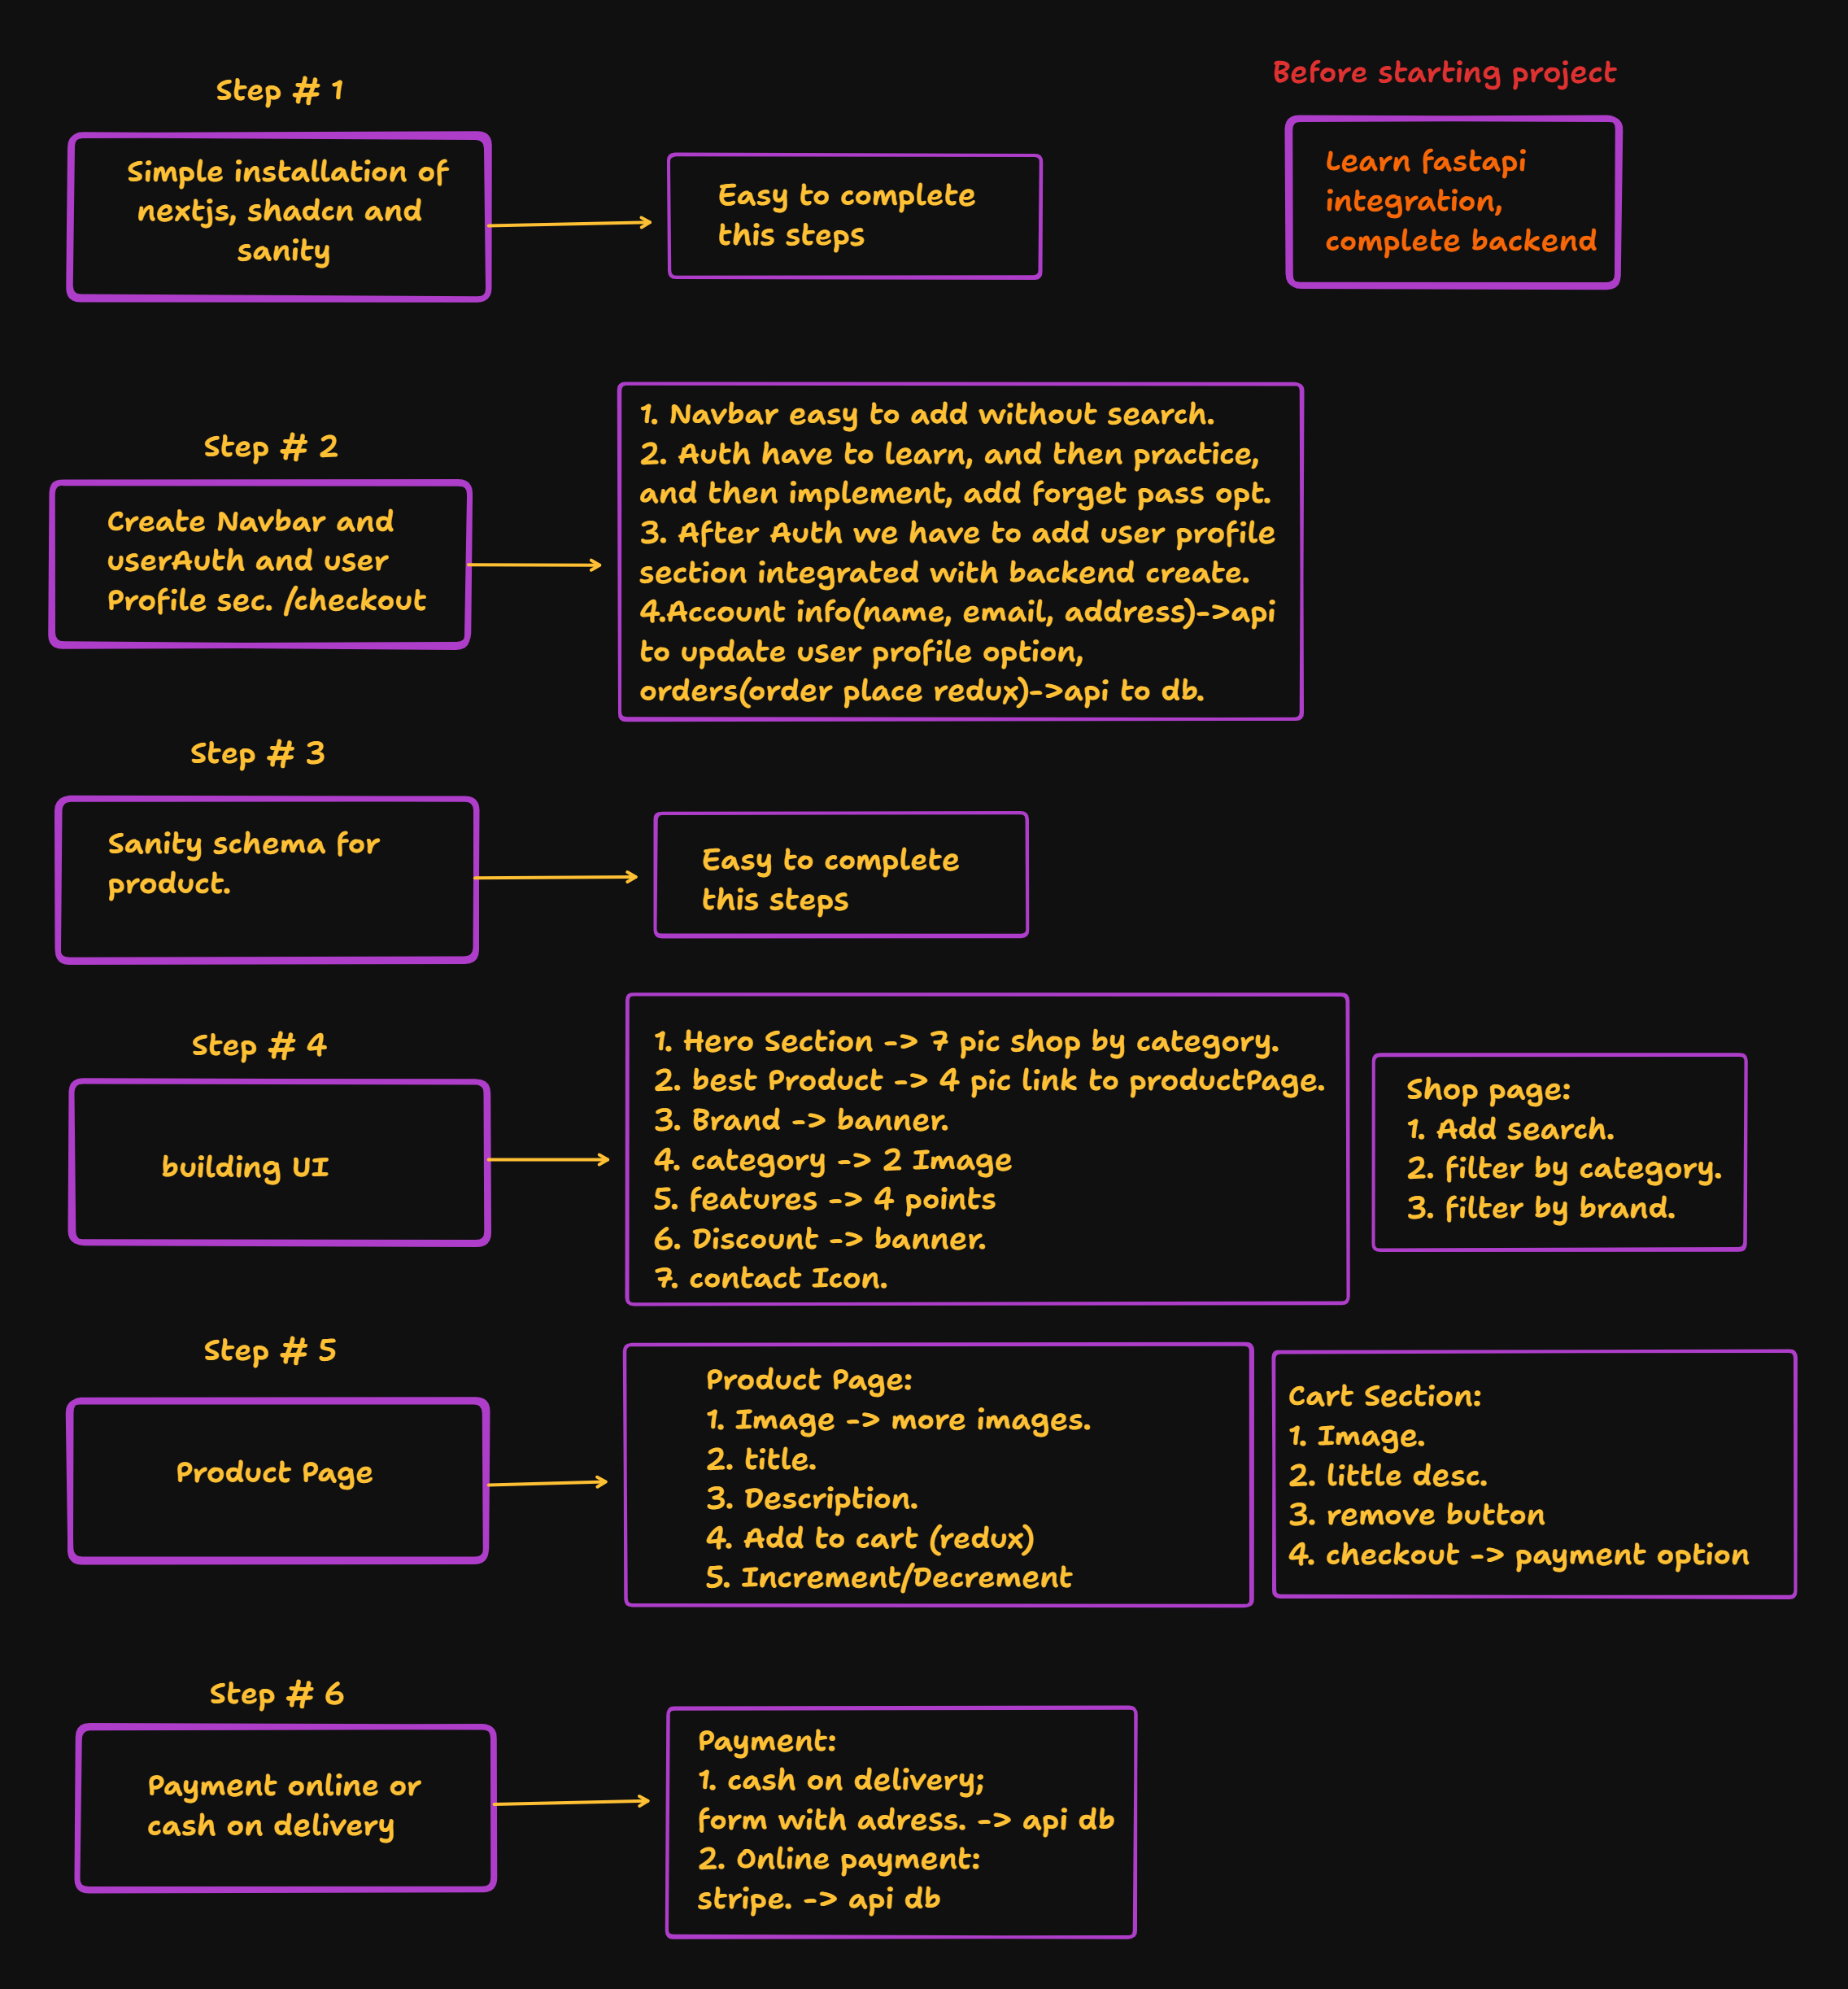 Before starting project
Step # 1
Simple installation of
nextjs, shadcn and
sanity
Easy to complete
this steps
Learn fastapi
integration,
complete backend
Step # 2
Create Navbar and
userAuth and user
Profile sec. /checkout
1. Navbar easy to add without search.
2. Auth have to learn, and then practice,
and then implement, add forget pass opt.
3. After Auth we have to add user profile
section integrated with backend create.
4.Account info(name, email, address)->api
to update user profile option,
orders(order place redux)->api to db.
Step # 3
Sanity schema for
product.
Easy to complete
this steps
Step # 4
building UI
1. Hero Section -> 7 pic shop by category.
2. best Product -> 4 pic link to productPage.
3. Brand -> banner.
4. category -> 2 Image
5. features -> 4 points
6. Discount -> banner.
7. contact Icon.
Shop page:
1. Add search.
2. filter by category.
3. filter by brand.
Step # 5
Product Page
Product Page:
1. Image -> more images.
2. title.
3. Description.
4. Add to cart (redux)
5. Increment/Decrement
Cart Section:
1. Image.
2. little desc.
3. remove button
4. checkout -> payment option
Step # 6
Payment online or
cash on delivery
Payment:
1. cash on delivery;
form with adress. -> api db
2. Online payment:
stripe. -> api db